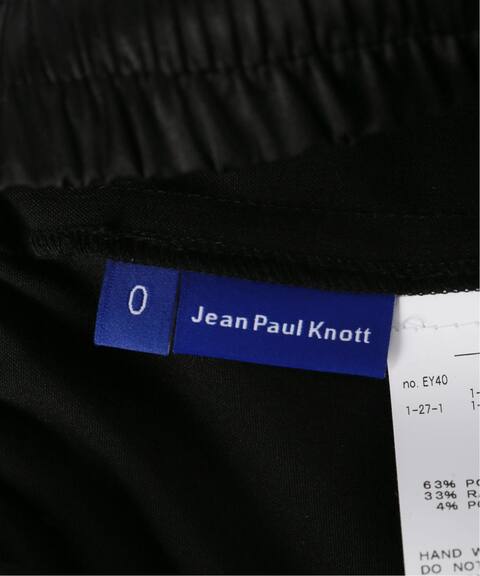 0
Jean Paul Knott
no. EY40
1-27-1
63%
33%
4%
HAND
DO NOT